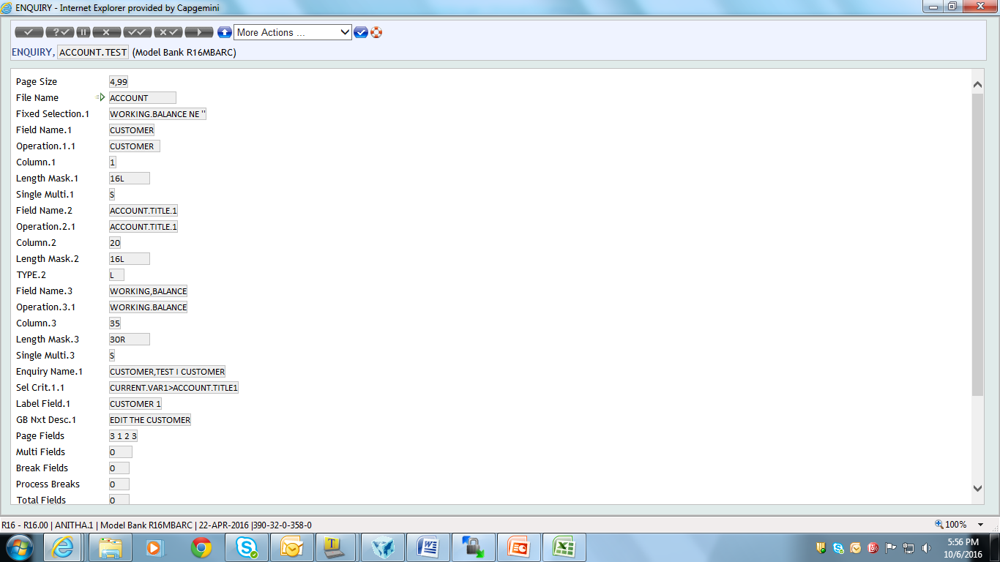 ENQUIRY - Internet Explorer provided by Capgemini
More Actions ...
ENQUIRY, ACCOUNT.TEST (Model Bank R16MBARC)
Page Size 4,99
File Name ACCOUNT
Fixed Selection.1 WORKING.BALANCE NE ''
Field Name.1 CUSTOMER
Operation.1.1 CUSTOMER
Column.1 1
Length Mask.1 16L
Single Multi.1 S
Field Name.2 ACCOUNT.TITLE.1
Operation.2.1 ACCOUNT.TITLE.1
Column.2 20
Length Mask.2 16L
TYPE.2 L
Field Name.3 WORKING,BALANCE
Operation.3.1 WORKING.BALANCE
Column.3 35
Length Mask.3 30R
Single Multi.3 S
Enquiry Name.1 CUSTOMER,TEST I CUSTOMER
Sel Crit.1.1 CURRENT.VAR1>ACCOUNT.TITLE1
Label Field.1 CUSTOMER 1
GB Nxt Desc.1 EDIT THE CUSTOMER
Page Fields 3 1 2 3
Multi Fields 0
Break Fields 0
Process Breaks 0
Total Fields 0
R16 - R16.00 | ANITHA.1 | Model Bank R16MBARC | 22-APR-2016 |390-32-0-358-0
100%
5:56 PM
10/6/2016